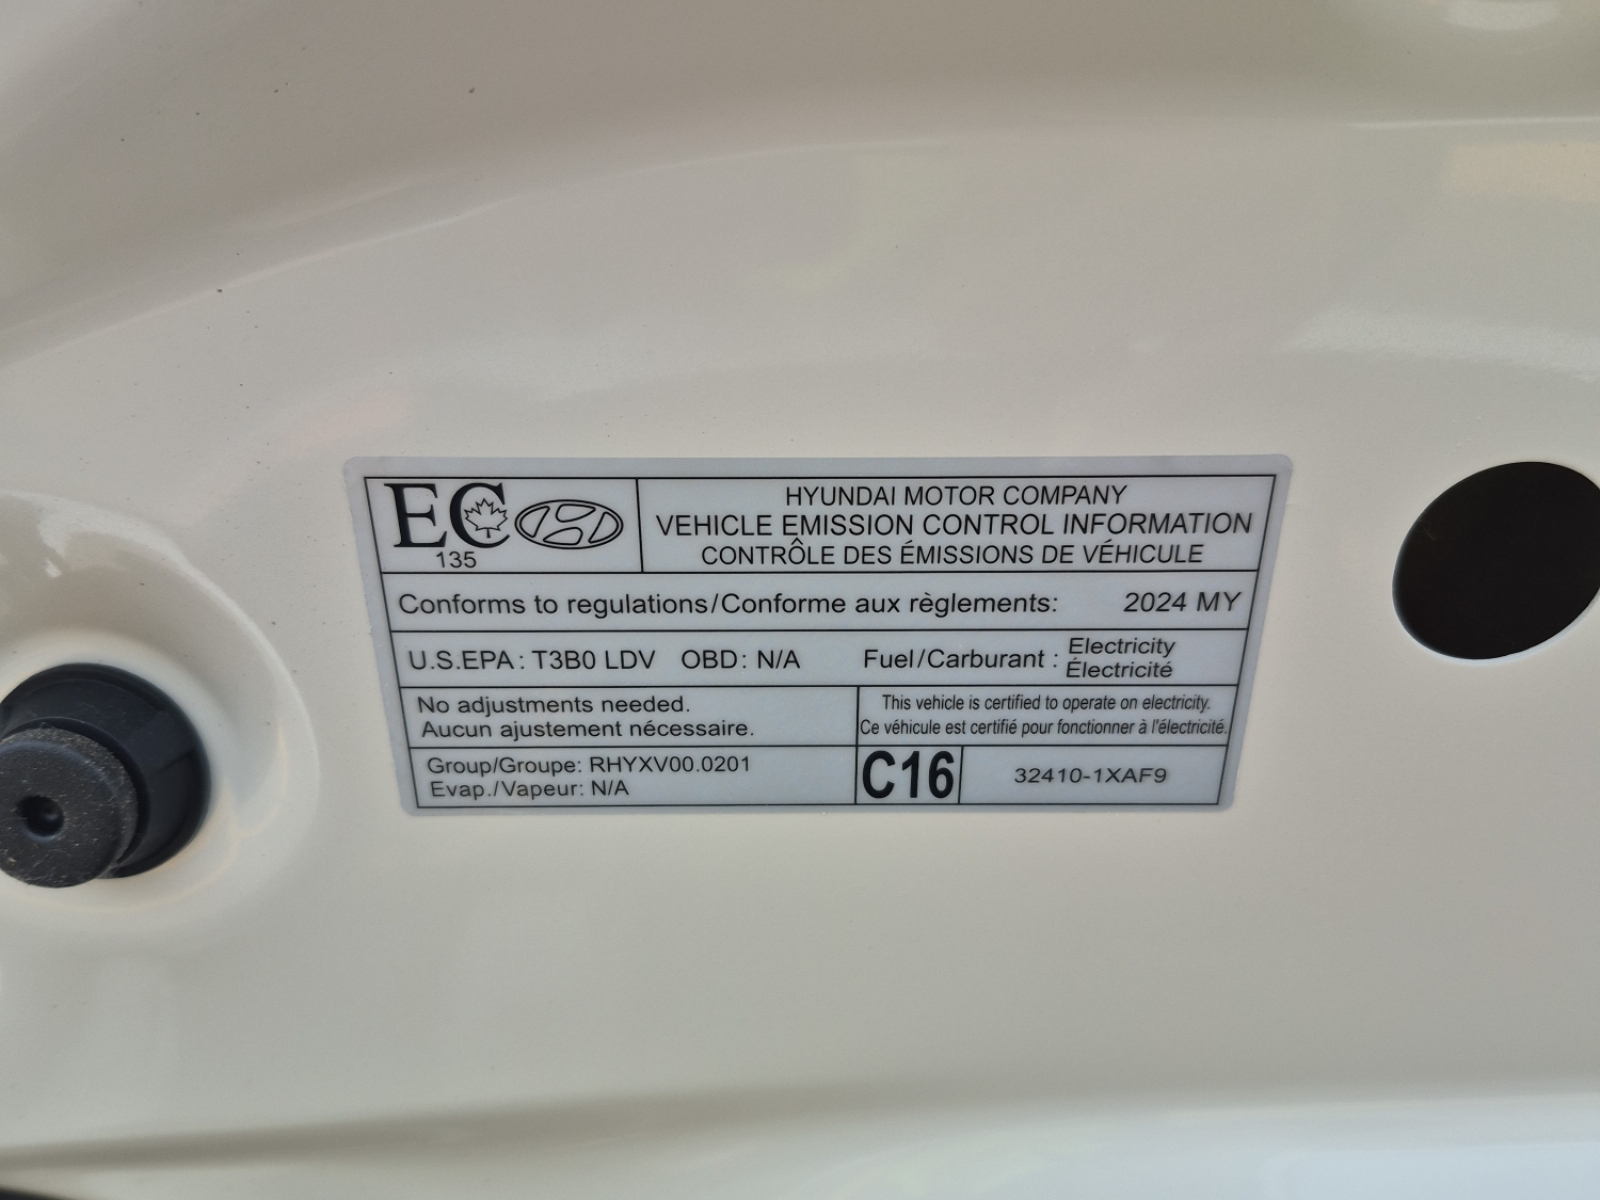 EC
135
HYUNDAI MOTOR COMPANY
VEHICLE EMISSION CONTROL INFORMATION
CONTRÔLE DES ÉMISSIONS DE VÉHICULE
Conforms to regulations/Conforme aux règlements: 2024 MY
U.S.EPA: T3B0 LDV OBD: N/A Fuel/Carburant : Electricity
Électricité
No adjustments needed.
Aucun ajustement nécessaire.
This vehicle is certified to operate on electricity.
Ce véhicule est certifié pour fonctionner à l'électricité.
Group/Groupe: RHYXV00.0201
Evap./Vapeur: N/A
C16
32410-1XAF9